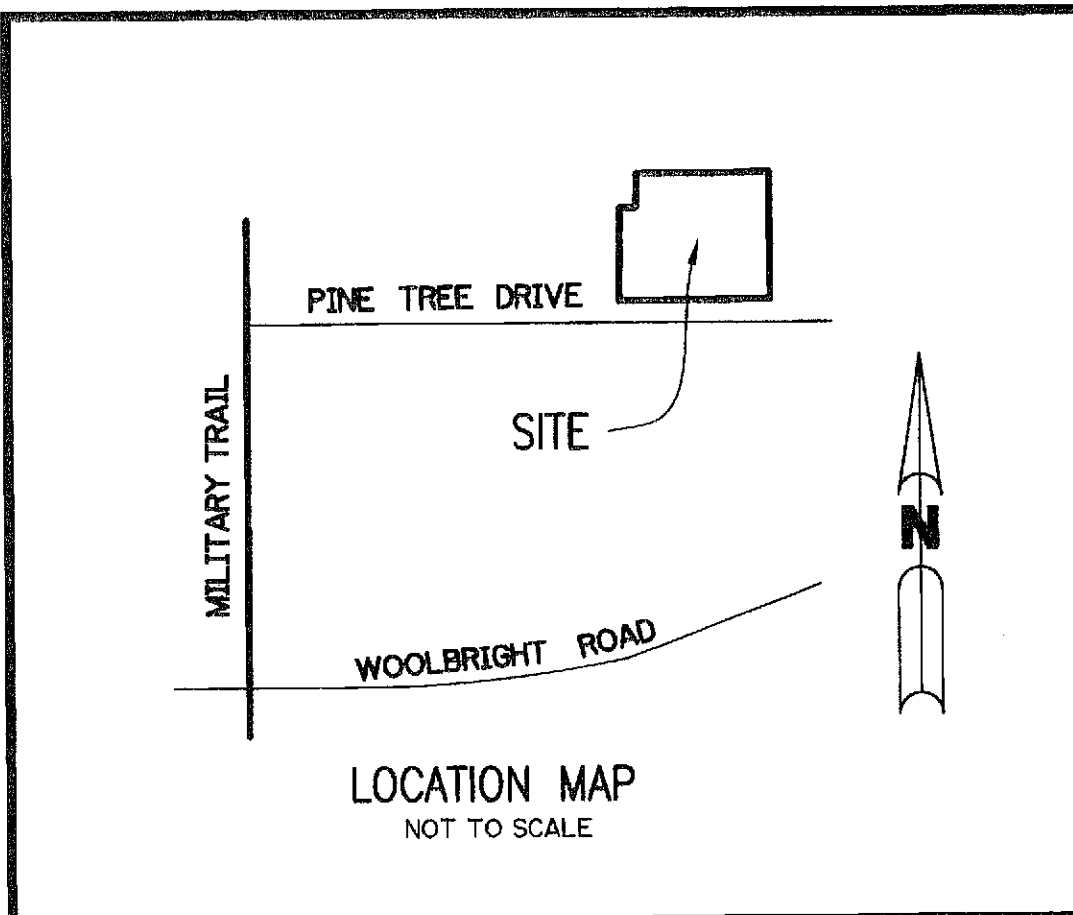 PINE TREE DRIVE
MILITARY TRAIL
SITE
N
WOOLBRIGHT ROAD
LOCATION MAP
NOT TO SCALE